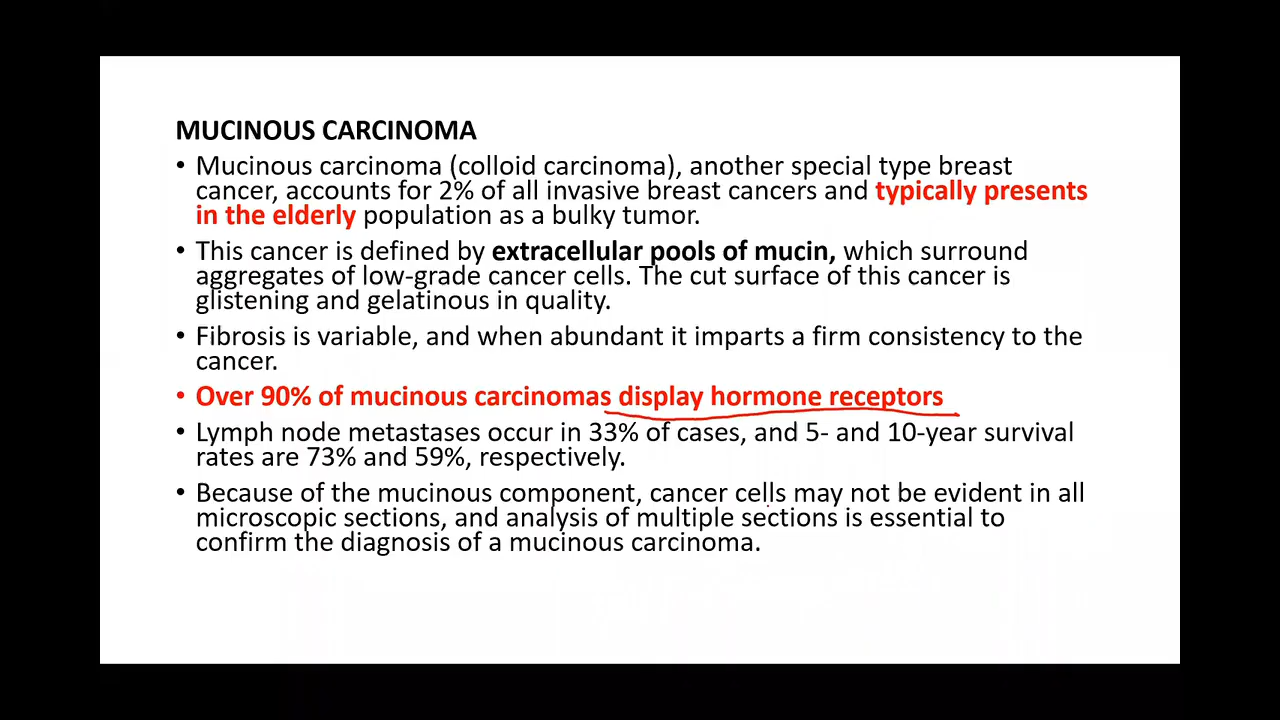 MUCINOUS CARCINOMA
• Mucinous carcinoma (colloid carcinoma), another special type breast
cancer, accounts for 2% of all invasive breast cancers and typically presents
in the elderly population as a bulky tumor.
• This cancer is defined by extracellular pools of mucin, which surround
aggregates of low-grade cancer cells. The cut surface of this cancer is
glistening and gelatinous in quality.
• Fibrosis is variable, and when abundant it imparts a firm consistency to the
cancer.
• Over 90% of mucinous carcinomas display hormone receptors
• Lymph node metastases occur in 33% of cases, and 5- and 10-year survival
rates are 73% and 59%, respectively.
• Because of the mucinous component, cancer cells may not be evident in all
microscopic sections, and analysis of multiple sections is essential to
confirm the diagnosis of a mucinous carcinoma.